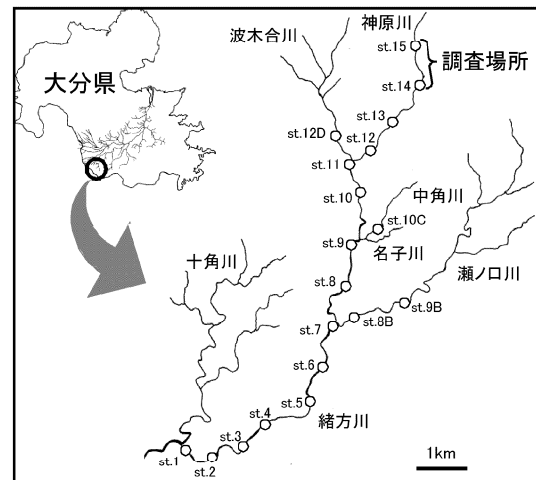 神原川
波木合川
st.15
調査場所
大分県
st.14
st.13
st.12D
st.12
st.11
st.10
中角川
st.10C
st.9
名子川
十角川
瀬ノ口川
st.8
st.9B
st.7
st.8B
st.6
st.5
緒方川
st.4
st.3
st.1
st.2
1km